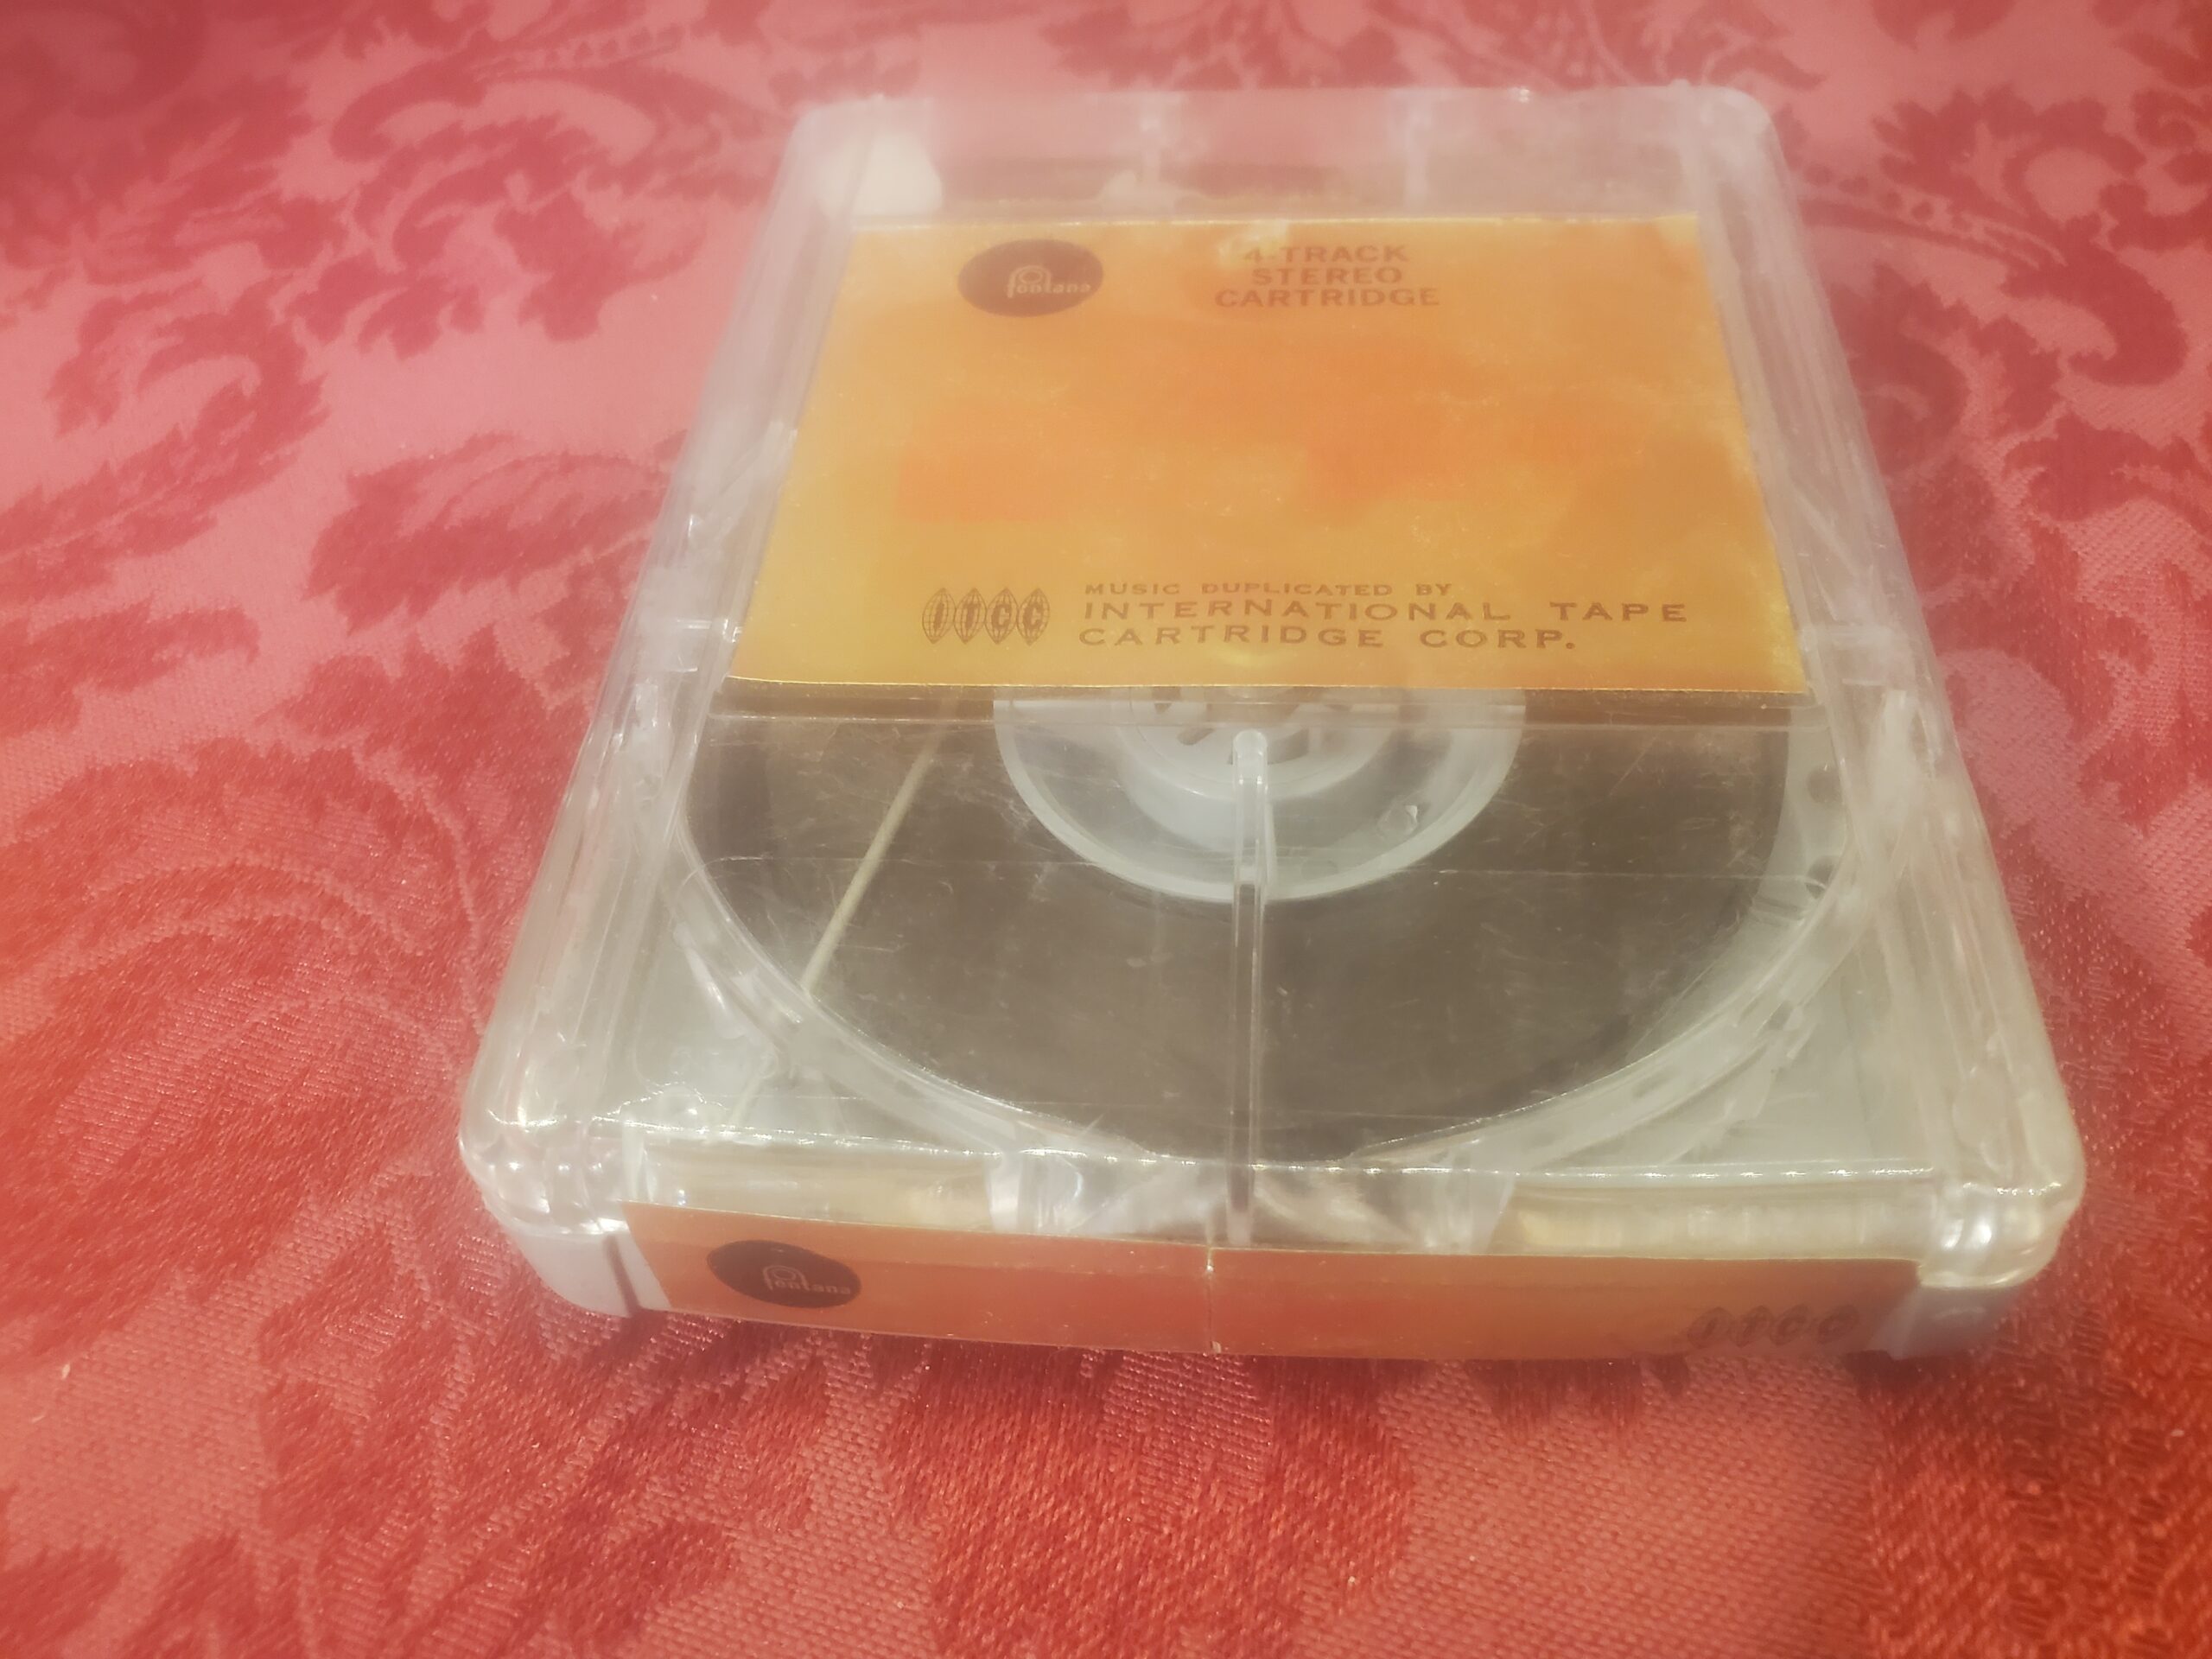 fontana
4-TRACK
STEREO
CARTRIDGE
ITCC
MUSIC DUPLICATED BY
INTERNATIONAL TAPE
CARTRIDGE CORP.
fontana
ITCC